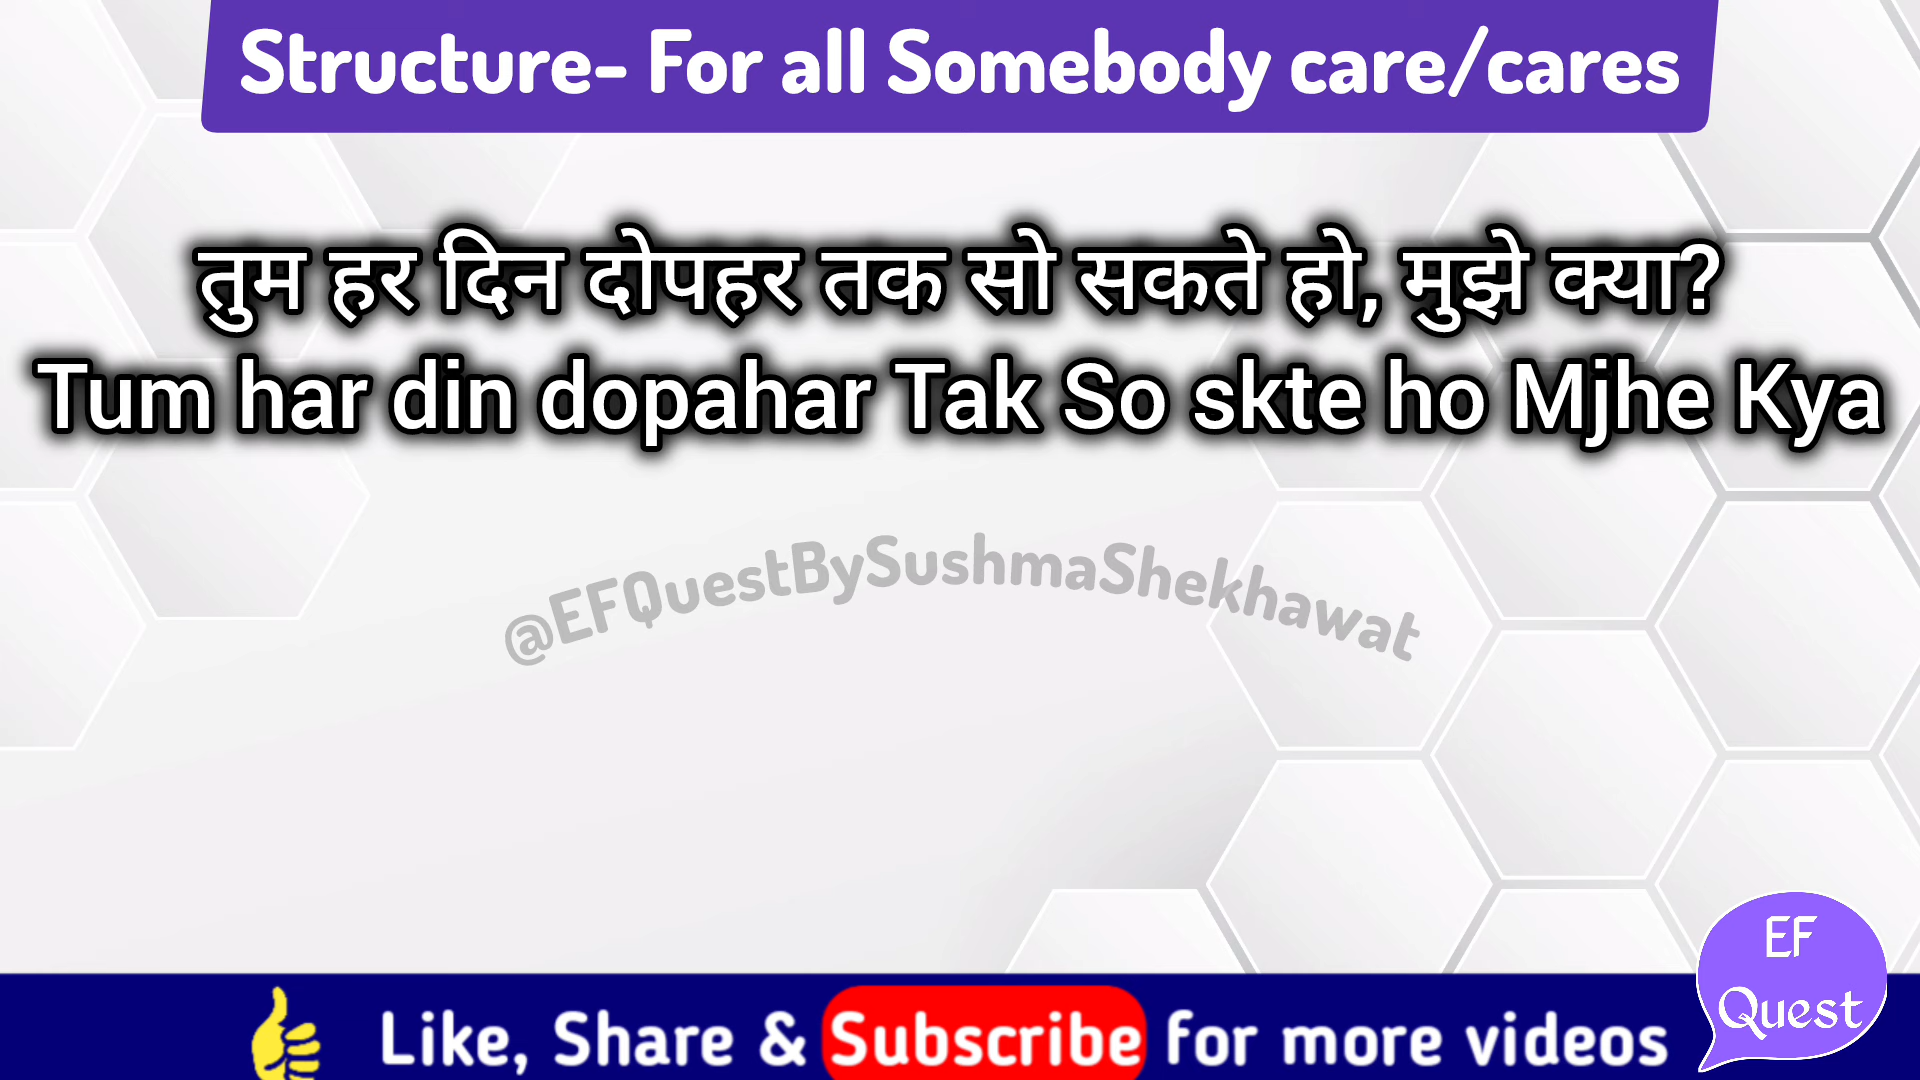 Structure- For all Somebody care/cares
तुम हर दिन दोपहर तक सो सकते हो, मुझे क्या?
Tum har din dopahar Tak So skte ho Mjhe Kya
@EFQuestBySushmaShekhawat
Like, Share & Subscribe for more videos
EF
Quest